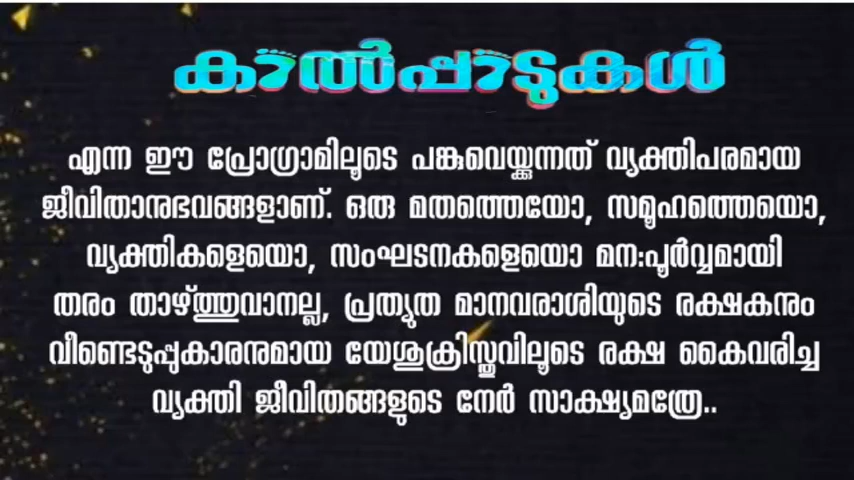 കാൽപ്പാടുകൾ
എന്ന ഈ പ്രോഗ്രാമിലൂടെ പങ്കുവെയ്ക്കുന്നത് വ്യക്തിപരമായ
ജീവിതാനുഭവങ്ങളാണ്. ഒരു മതത്തെയോ, സമൂഹത്തെയൊ,
വ്യക്തികളെയൊ, സംഘടനകളെയൊ മന:പൂർവ്വമായി
തരം താഴ്ത്തുവാനല്ല, പ്രത്യുത മാനവരാശിയുടെ രക്ഷകനും
വീണ്ടെടുപ്പുകാരനുമായ യേശുക്രിസ്തുവിലൂടെ രക്ഷ കൈവരിച്ച
വ്യക്തി ജീവിതങ്ങളുടെ നേർ സാക്ഷ്യമത്രേ..